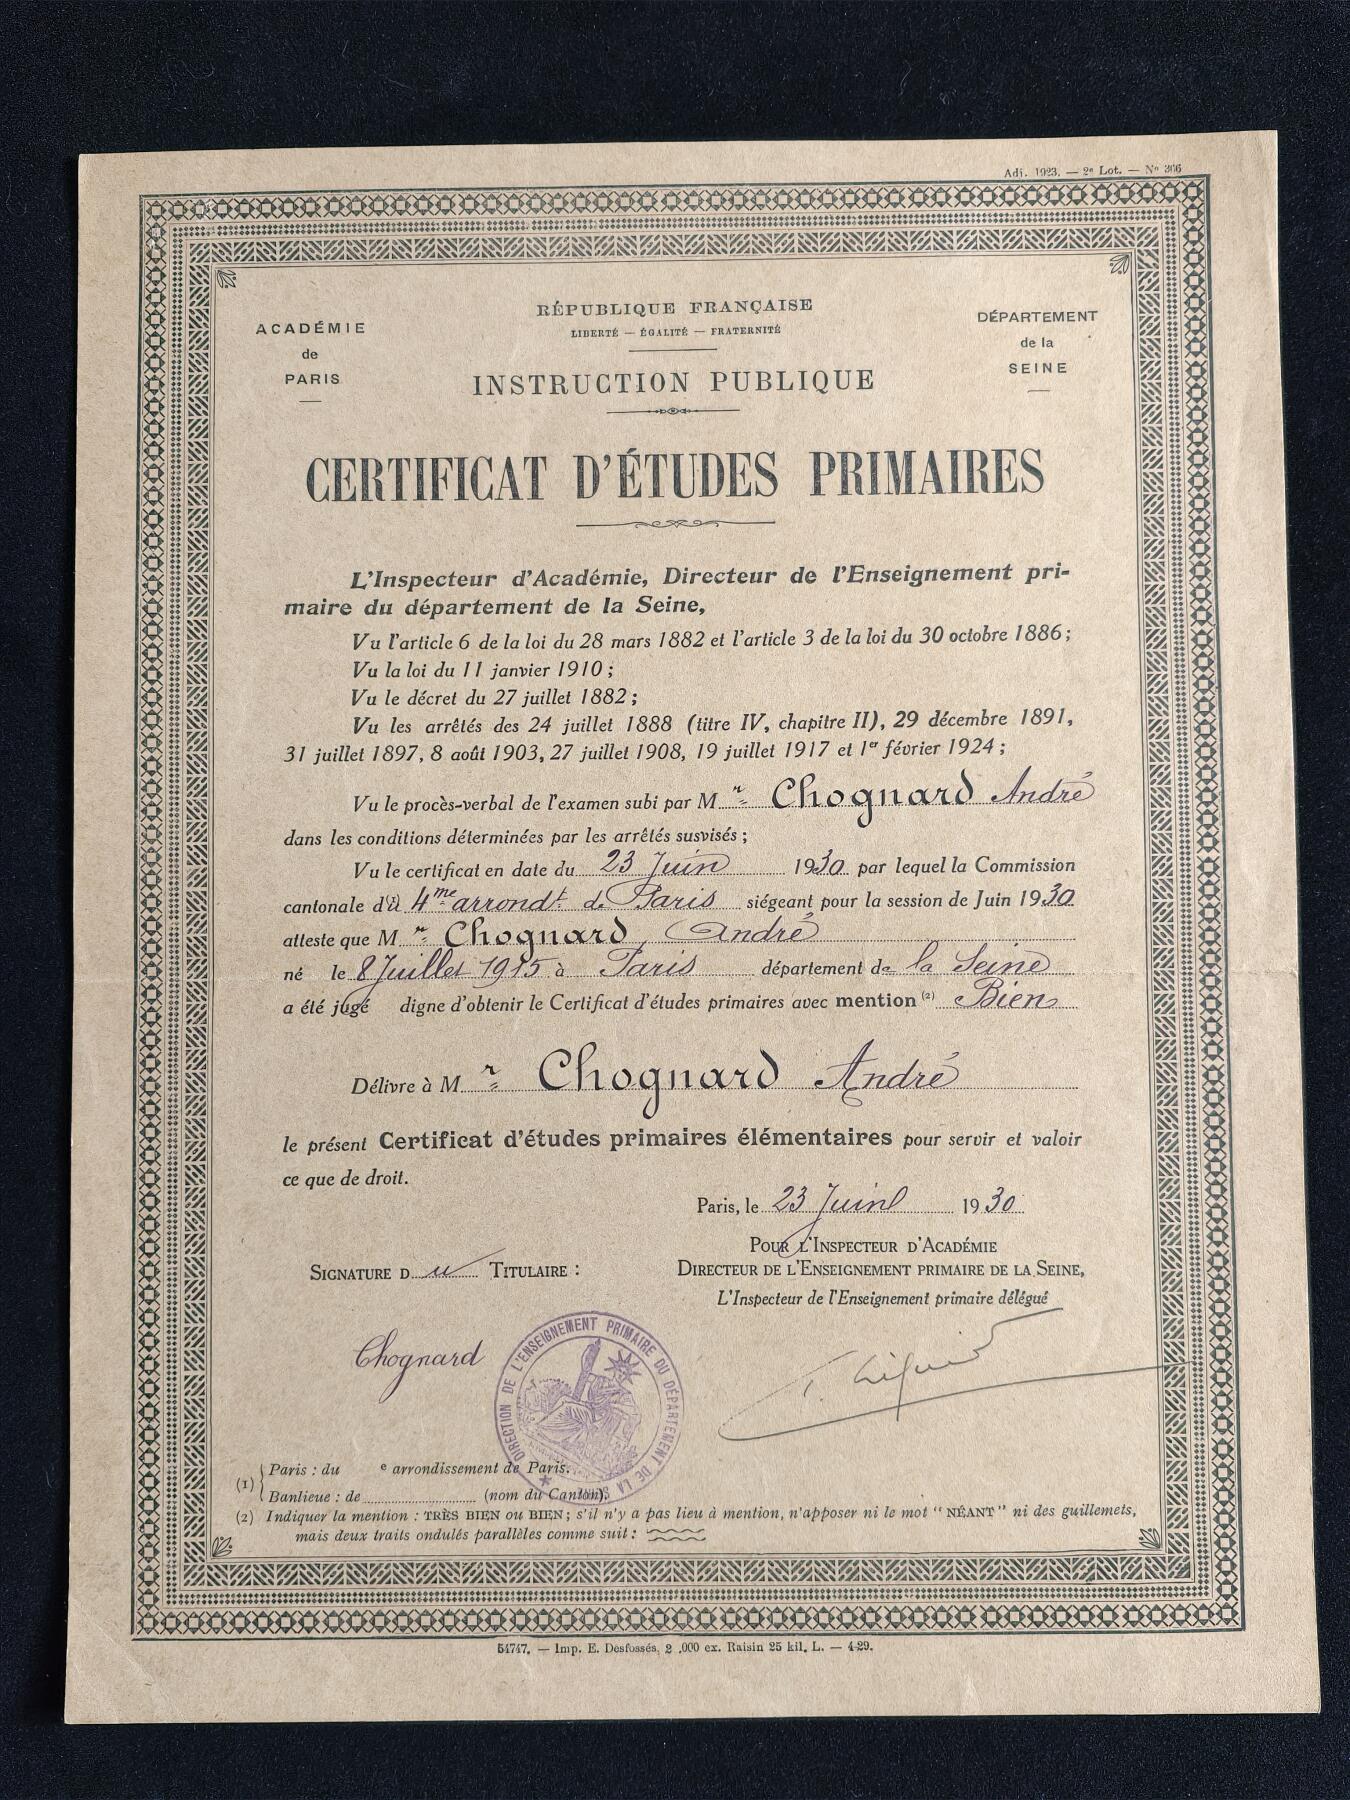 Adj. 1923. — 2e Lot. — No 366
ACADÉMIE
de
PARIS
RÉPUBLIQUE FRANÇAISE
LIBERTÉ — ÉGALITÉ — FRATERNITÉ
INSTRUCTION PUBLIQUE
DÉPARTEMENT
de la
SEINE
CERTIFICAT D'ÉTUDES PRIMAIRES
L'Inspecteur d'Académie, Directeur de l'Enseignement pri-
maire du département de la Seine,
Vu l'article 6 de la loi du 28 mars 1882 et l'article 3 de la loi du 30 octobre 1886 ;
Vu la loi du 11 janvier 1910 ;
Vu le décret du 27 juillet 1882 ;
Vu les arrêtés des 24 juillet 1888 (titre IV, chapitre II), 29 décembre 1891,
31 juillet 1897, 8 août 1903, 27 juillet 1908, 19 juillet 1917 et 1er février 1924 ;
Vu le procès-verbal de l'examen subi par Mr Chognard André
dans les conditions déterminées par les arrêtés susvisés ;
Vu le certificat en date du 23 Juin 1930 par lequel la Commission
cantonale du 4me arrondt de Paris siégeant pour la session de Juin 1930
atteste que Mr Chognard André
né le 8 Juillet 1915 à Paris département de la Seine
a été jugé digne d'obtenir le Certificat d'études primaires avec mention (2) Bien
Délivre à Mr Chognard André
le présent Certificat d'études primaires élémentaires pour servir et valoir
ce que de droit.
Paris, le 23 Juin 1930
POUR L'INSPECTEUR D'ACADÉMIE
DIRECTEUR DE L'ENSEIGNEMENT PRIMAIRE DE LA SEINE,
L'Inspecteur de l'Enseignement primaire délégué
SIGNATURE DU TITULAIRE :
Chognard
DIRECTION DE L'ENSEIGNEMENT PRIMAIRE DU DÉPARTEMENT DE LA SEINE
(1) Paris : du e arrondissement de Paris.
Banlieue : de (nom du Canton).
(2) Indiquer la mention : TRÈS BIEN ou BIEN ; s'il n'y a pas lieu à mention, n'apposer ni le mot "NÉANT" ni des guillemets,
mais deux traits ondulés parallèles comme suit :
54747. — Imp. E. Desfossés, 2 .000 ex. Raisin 25 kil. L. — 4-29.